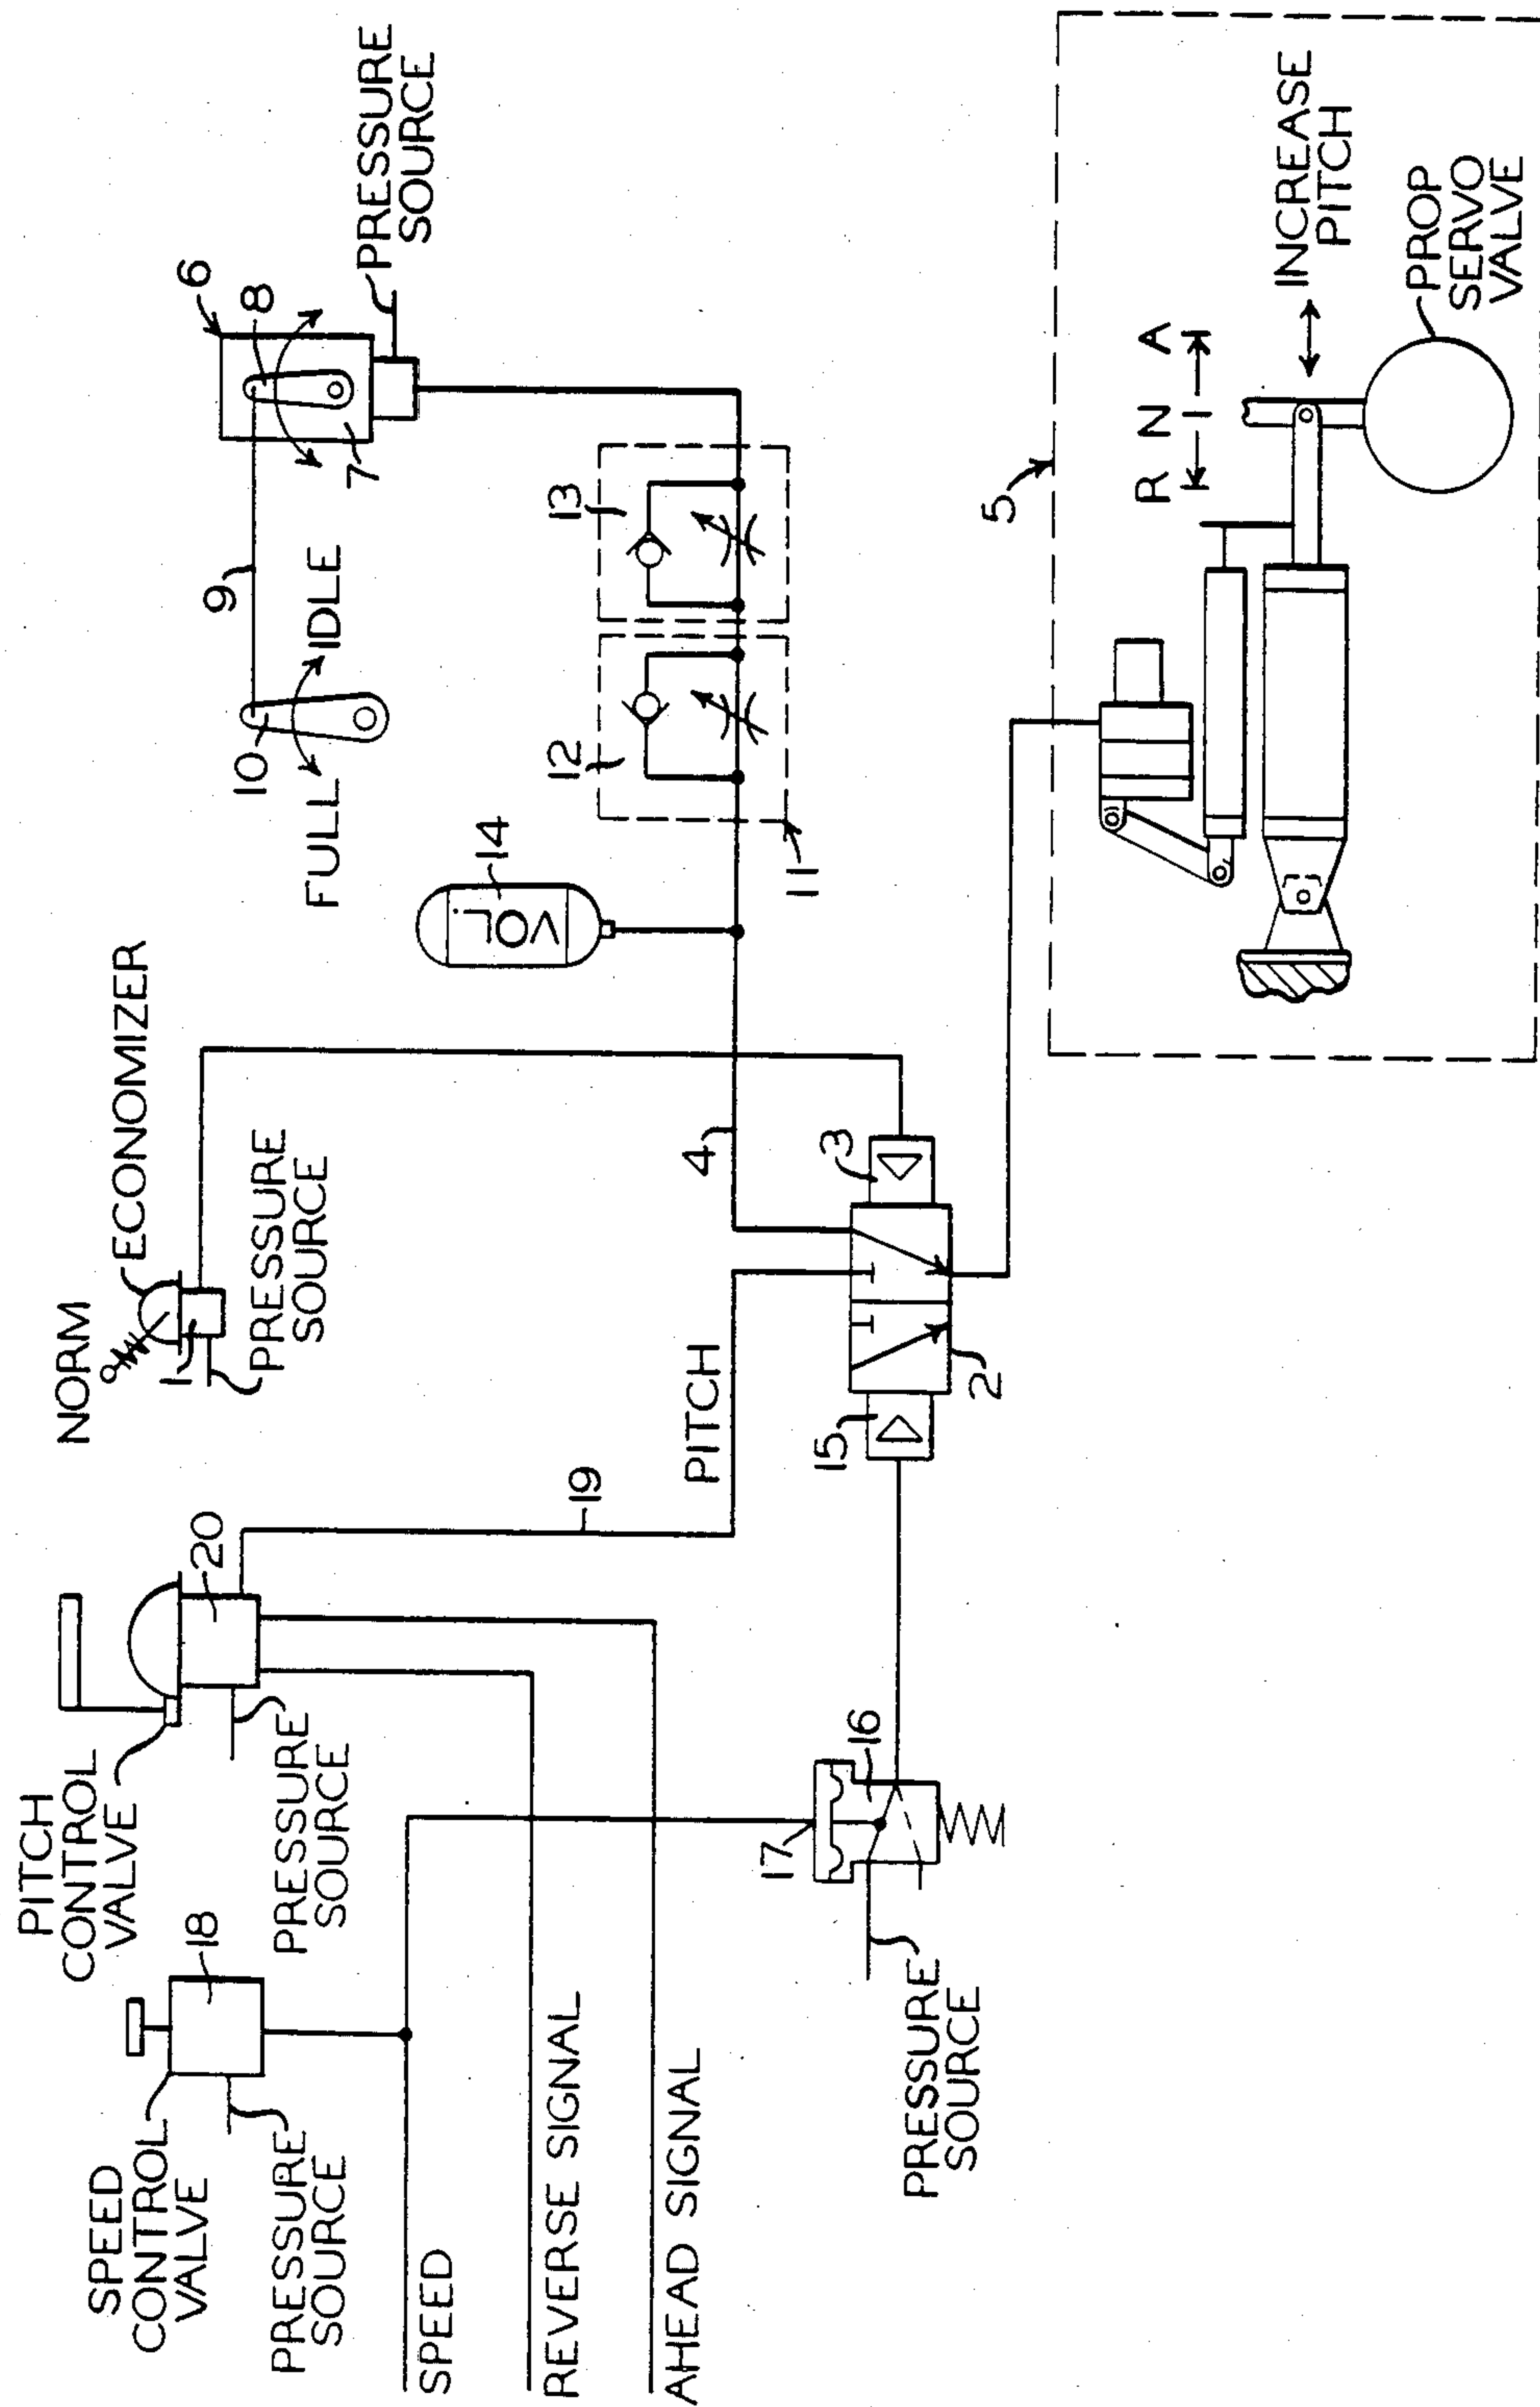 PITCH
CONTROL
VALVE
20
SPEED
CONTROL
VALVE
18
PRESSURE
SOURCE
PRESSURE
SOURCE
SPEED
REVERSE SIGNAL
AHEAD SIGNAL
19
PITCH
17
16
PRESSURE
SOURCE
NORM
ECONOMIZER
1
PRESSURE
SOURCE
15
2
3
4
VOL.
14
10
FULL
IDLE
9
6
8
7
PRESSURE
SOURCE
12
13
11
5
R N A
INCREASE
PITCH
PROP
SERVO
VALVE